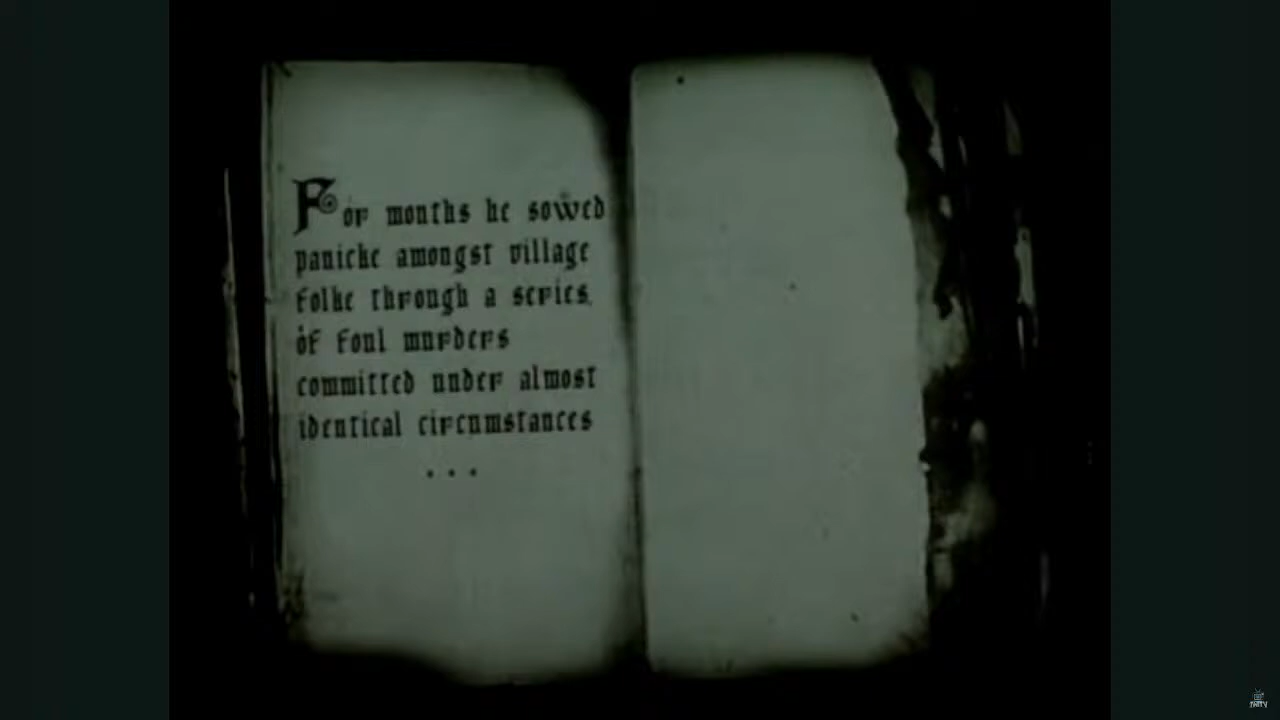 For months he sowed
panicke amongst village
folke through a series
of foul murders
committed under almost
identical circumstances
...